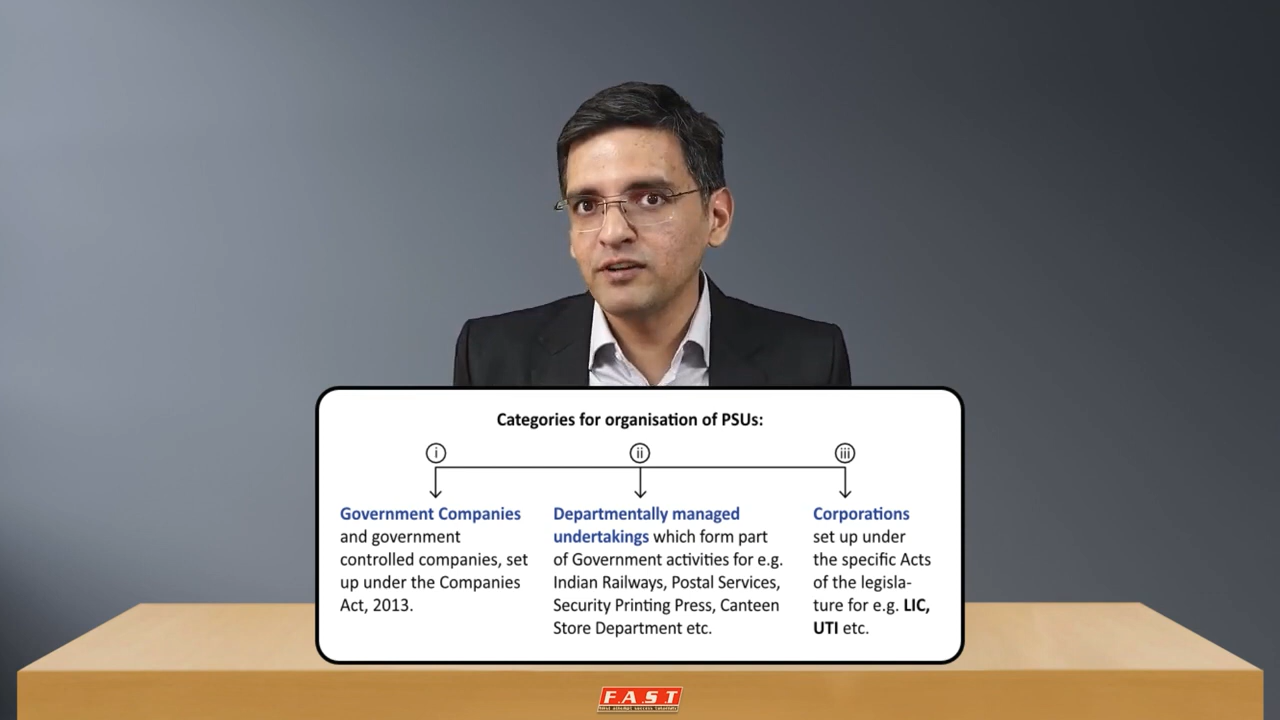 Categories for organisation of PSUs:
i
ii
iii
Government Companies
and government
controlled companies, set
up under the Companies
Act, 2013.
Departmentally managed
undertakings which form part
of Government activities for e.g.
Indian Railways, Postal Services,
Security Printing Press, Canteen
Store Department etc.
Corporations
set up under
the specific Acts
of the legisla-
ture for e.g. LIC,
UTI etc.
F.A.S.T